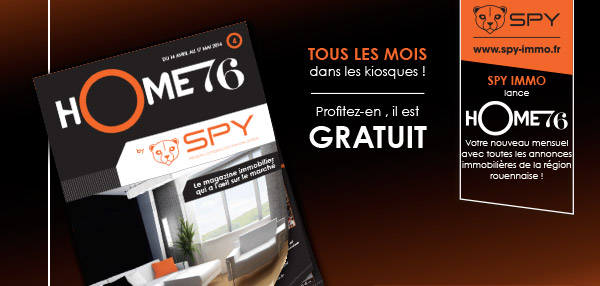 DU 14 AVRIL AU 17 MAI 2014
4
HOME76
by SPY
Le magazine immobilier
qui a l'œil sur le marché
TOUS LES MOIS
dans les kiosques !
Profitez-en , il est
GRATUIT
SPY
www.spy-immo.fr
SPY IMMO
lance
HOME76
Votre nouveau mensuel
avec toutes les annonces
immobilières de la région
rouennaise !